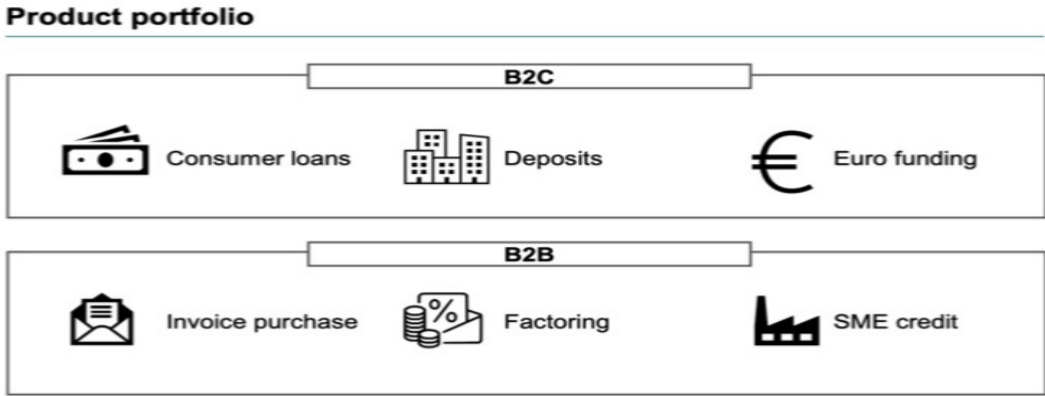 Product portfolio
B2C
Consumer loans
Deposits
Euro funding
B2B
Invoice purchase
Factoring
SME credit